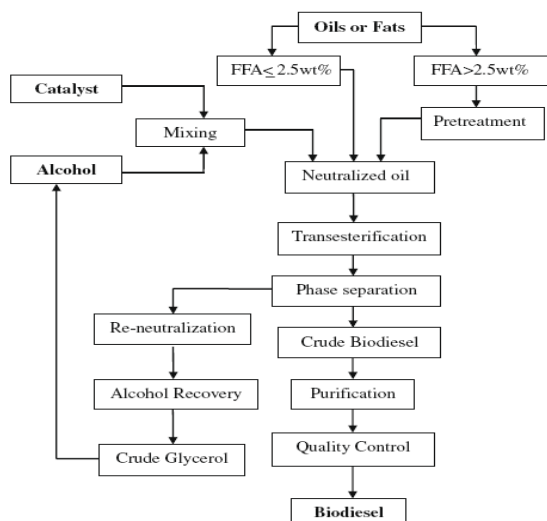 Oils or Fats
FFA≤ 2.5wt%
FFA>2.5wt%
Catalyst
Mixing
Pretreatment
Alcohol
Neutralized oil
Transesterification
Phase separation
Re-neutralization
Crude Biodiesel
Alcohol Recovery
Purification
Crude Glycerol
Quality Control
Biodiesel